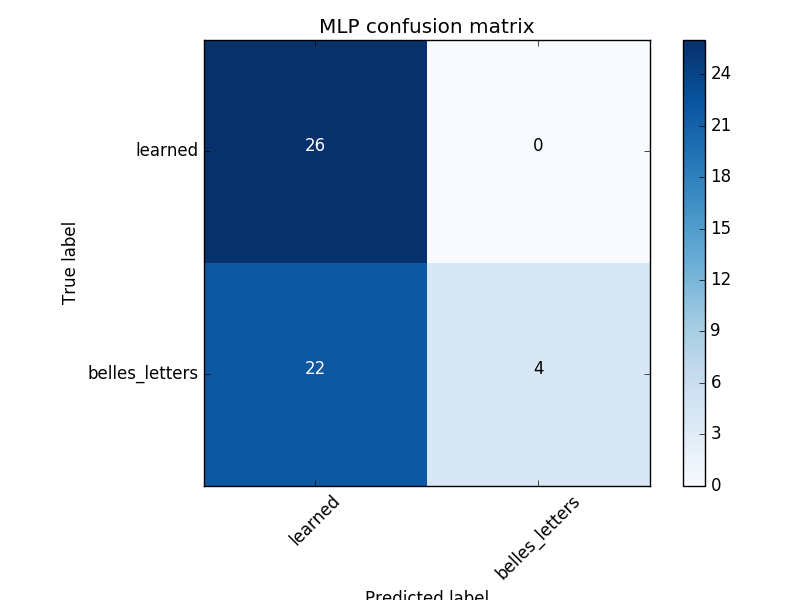 MLP confusion matrix
True label
learned
26
0
belles_letters
22
4
learned
belles_letters
Predicted label
24
21
18
15
12
9
6
3
0